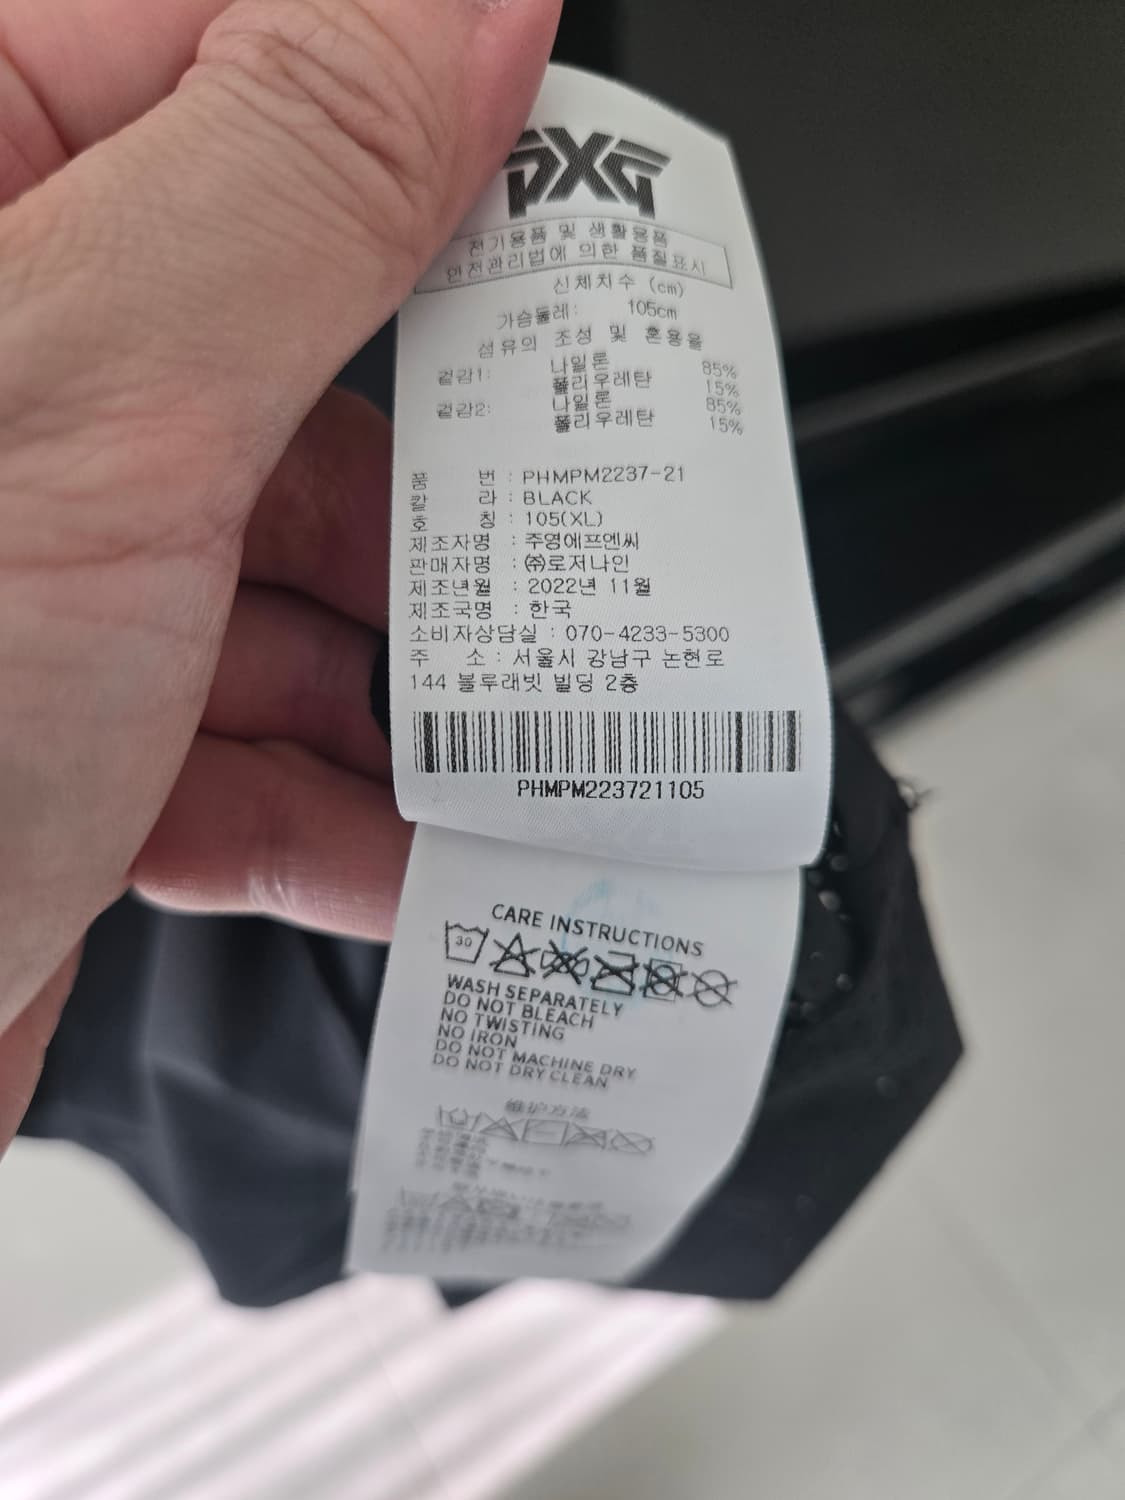 PXG
전기용품 및 생활용품
안전관리법에 의한 품질표시
신체치수 (cm)
가슴둘레: 105cm
섬유의 조성 및 혼용율
겉감1: 나일론 85%
폴리우레탄 15%
겉감2: 나일론 85%
폴리우레탄 15%
품 번 : PHMPM2237-21
칼 라 : BLACK
호 칭 : 105(XL)
제조자명 : 주영에프엔씨
판매자명 : ㈜로저나인
제조년월 : 2022년 11월
제조국명 : 한국
소비자상담실 : 070-4233-5300
주 소 : 서울시 강남구 논현로
144 블루래빗 빌딩 2층
PHMPM223721105
CARE INSTRUCTIONS
30
WASH SEPARATELY
DO NOT BLEACH
NO TWISTING
NO IRON
DO NOT MACHINE DRY
DO NOT DRY CLEAN
维护方法